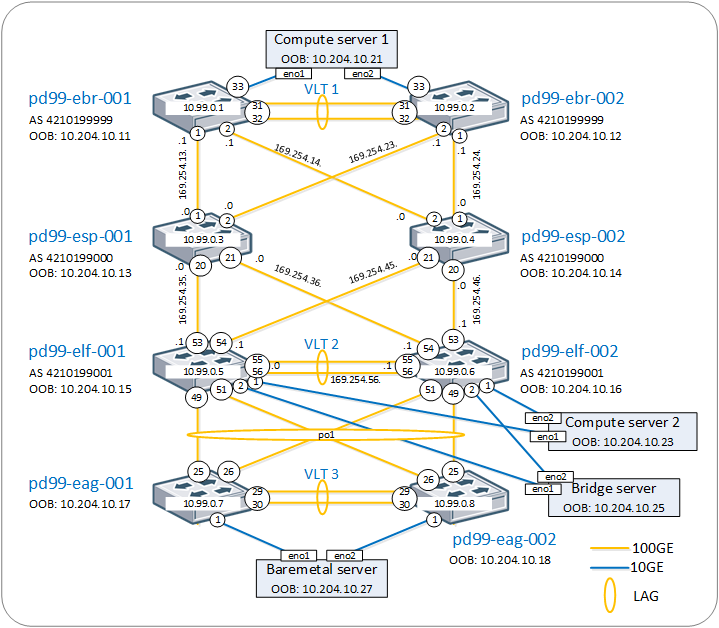 Compute server 1
OOB: 10.204.10.21
eno1
eno2
33
VLT 1
33
pd99-ebr-001
AS 4210199999
OOB: 10.204.10.11
10.99.0.1
31
32
31
32
10.99.0.2
pd99-ebr-002
AS 4210199999
OOB: 10.204.10.12
1
2
2
1
.1
.1
.1
.1
169.254.13.
169.254.14.
169.254.23.
169.254.24.
.0
.0
.0
.0
1
2
2
1
pd99-esp-001
AS 4210199000
OOB: 10.204.10.13
10.99.0.3
10.99.0.4
pd99-esp-002
AS 4210199000
OOB: 10.204.10.14
20
21
21
20
.0
.0
.0
.0
169.254.35.
169.254.36.
169.254.45.
169.254.46.
.1
.1
.1
.1
53
54
54
53
pd99-elf-001
AS 4210199001
OOB: 10.204.10.15
10.99.0.5
VLT 2
55
56
.0
.1
55
56
169.254.56.
10.99.0.6
pd99-elf-002
AS 4210199001
OOB: 10.204.10.16
49
51
2
1
51
49
2
1
eno2
eno1
Compute server 2
OOB: 10.204.10.23
po1
25
26
26
25
pd99-eag-001
OOB: 10.204.10.17
10.99.0.7
VLT 3
29
30
29
30
10.99.0.8
eno2
eno1
Bridge server
OOB: 10.204.10.25
1
1
pd99-eag-002
OOB: 10.204.10.18
eno1
eno2
Baremetal server
OOB: 10.204.10.27
100GE
10GE
LAG